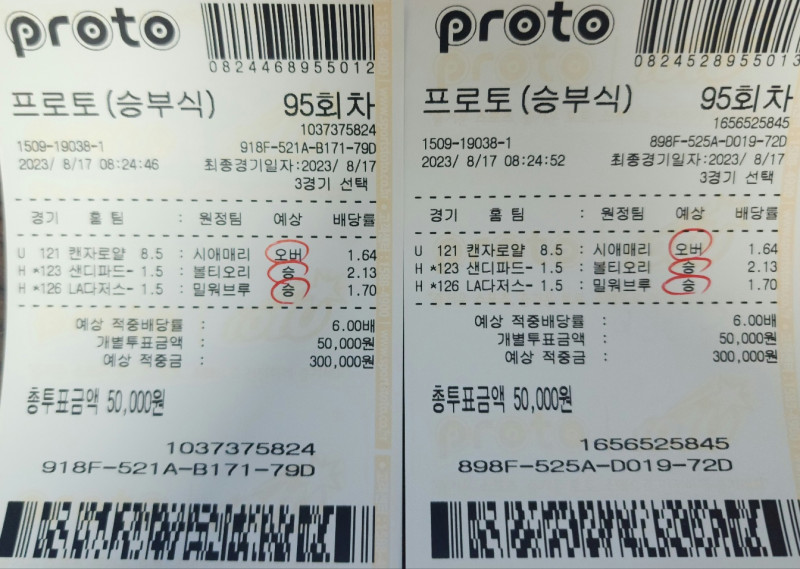 proto
0824468955012
프로토(승부식) 95회차
1037375824
1509-19038-1 918F-521A-B171-79D
2023/ 8/17 08:24:46 최종경기일자:2023/ 8/17
3경기 선택
경기 홈 팀 : 원정팀 예상 배당률
U 121 캔자로얄 8.5 : 시애매리 오버 1.64
H *123 샌디파드- 1.5 : 볼티오리 승 2.13
H *126 LA다저스- 1.5 : 밀워브루 승 1.70
예상 적중배당률 : 6.00배
개별투표금액 : 50,000원
예상 적중금 : 300,000원
총투표금액 50,000원
1037375824
918F-521A-B171-79D
proto
0824528955013
프로토(승부식) 95회차
1656525845
1509-19038-1 898F-525A-D019-72D
2023/ 8/17 08:24:52 최종경기일자:2023/ 8/17
3경기 선택
경기 홈 팀 : 원정팀 예상 배당률
U 121 캔자로얄 8.5 : 시애매리 오버 1.64
H *123 샌디파드- 1.5 : 볼티오리 승 2.13
H *126 LA다저스- 1.5 : 밀워브루 승 1.70
예상 적중배당률 : 6.00배
개별투표금액 : 50,000원
예상 적중금 : 300,000원
총투표금액 50,000원
1656525845
898F-525A-D019-72D